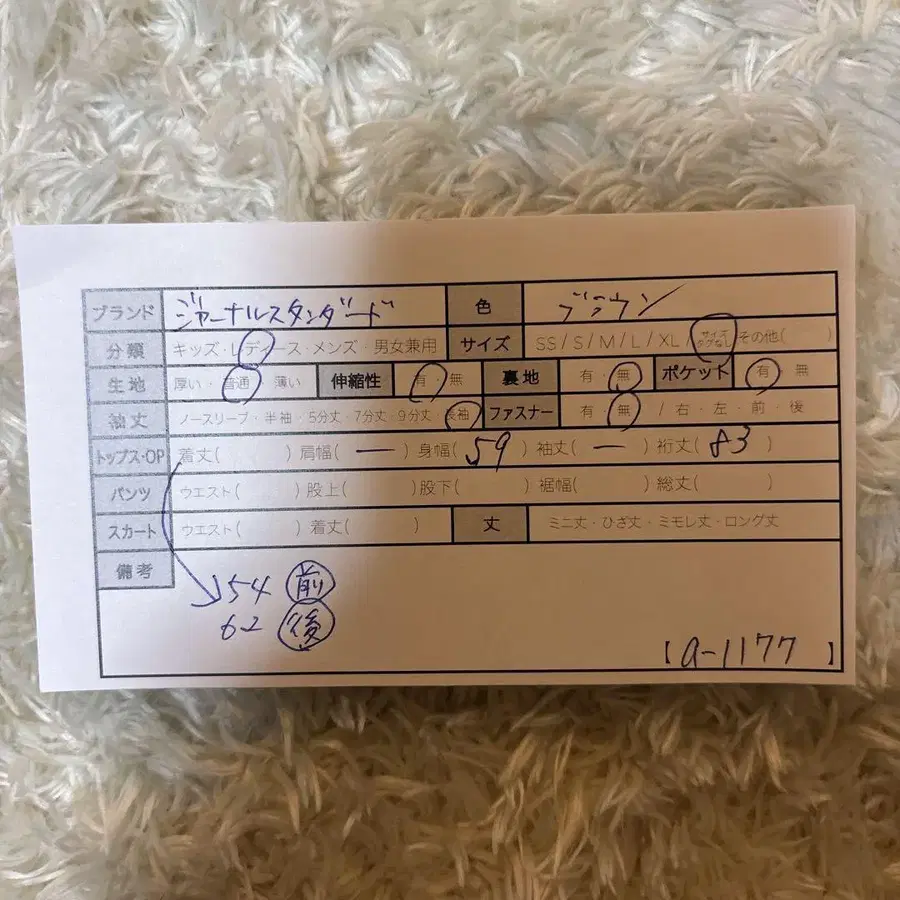 ブランド ジャーナルスタンダード 色 ブラウン
分類 キッズ・レディース・メンズ・男女兼用 サイズ SS / S / M / L / XL / サイズタグなし その他( )
生地 厚い・普通・薄い 伸縮性 有・無 裏地 有・無 ポケット 有・無
袖丈 ノースリーブ・半袖・5分丈・7分丈・9分丈・長袖 ファスナー 有・無 / 右・左・前・後
トップス・OP 着丈( ) 肩幅( ー ) 身幅( 59 ) 袖丈( ー ) 裄丈( 83 )
パンツ ウエスト( ) 股上( ) 股下( ) 裾幅( ) 総丈( )
スカート ウエスト( ) 着丈( ) 丈 ミニ丈・ひざ丈・ミモレ丈・ロング丈
備考
54 前
62 後
【a-1177】